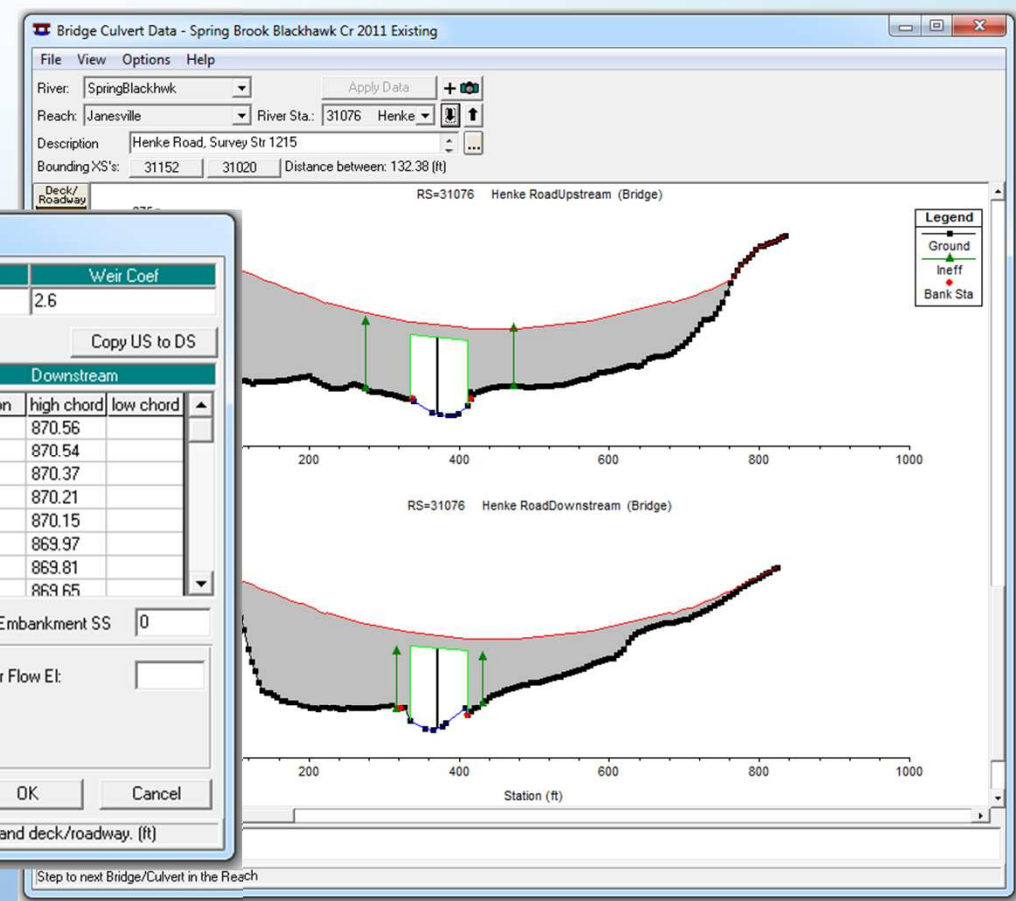 Bridge Culvert Data - Spring Brook Blackhawk Cr 2011 Existing
File View Options Help
River: SpringBlackhwk Apply Data
Reach: Janesville River Sta.: 31076 Henke
Description Henke Road, Survey Str 1215 ...
Bounding XS's: 31152 31020 Distance between: 132.38 (ft)
Deck/
Roadway
RS=31076 Henke RoadUpstream (Bridge)
Legend
Ground
Ineff
Bank Sta
200 400 600 800 1000
RS=31076 Henke RoadDownstream (Bridge)
200 400 600 800 1000
Station (ft)
Step to next Bridge/Culvert in the Reach
Weir Coef
2.6
Copy US to DS
Downstream
high chord low chord
870.56
870.54
870.37
870.21
870.15
869.97
869.81
869.65
Embankment SS 0
Flow El:
OK Cancel
and deck/roadway. (ft)